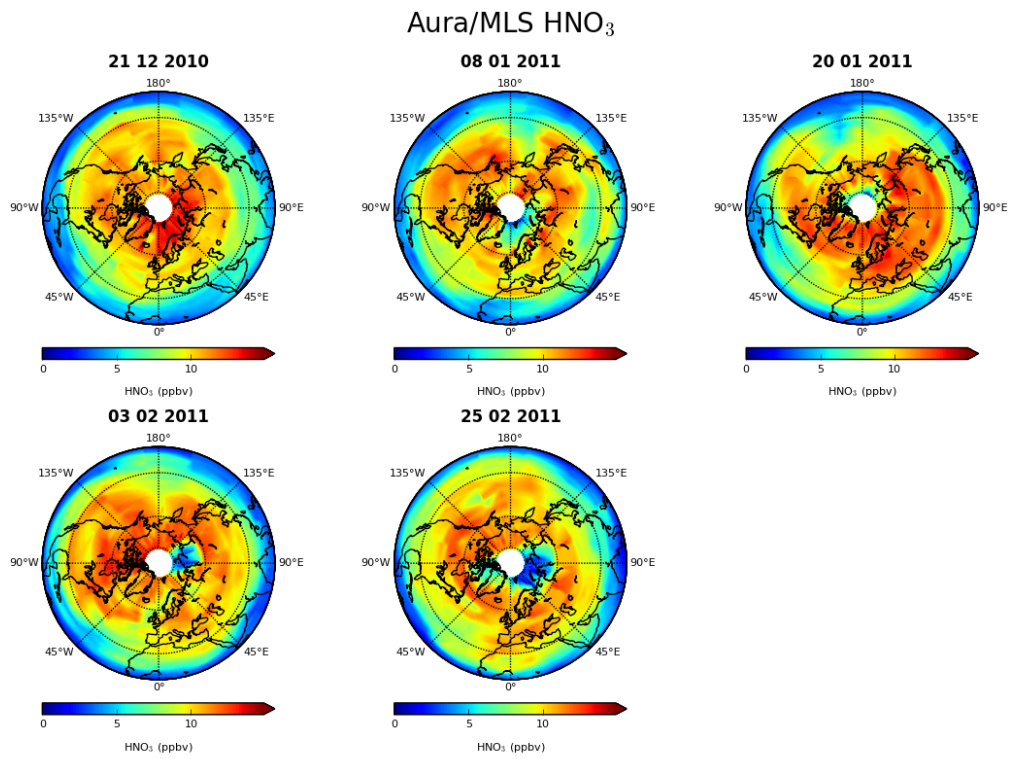 Aura/MLS HNO₃
21 12 2010
08 01 2011
20 01 2011
180°
180°
180°
135°W
135°E
135°W
135°E
135°W
135°E
90°W
90°E
90°W
90°E
90°W
90°E
45°W
45°E
45°W
45°E
45°W
45°E
0°
0°
0°
0 5 10
0 5 10
0 5 10
HNO₃ (ppbv)
HNO₃ (ppbv)
HNO₃ (ppbv)
03 02 2011
25 02 2011
180°
180°
135°W
135°E
135°W
135°E
90°W
90°E
90°W
90°E
45°W
45°E
45°W
45°E
0°
0°
0 5 10
0 5 10
HNO₃ (ppbv)
HNO₃ (ppbv)